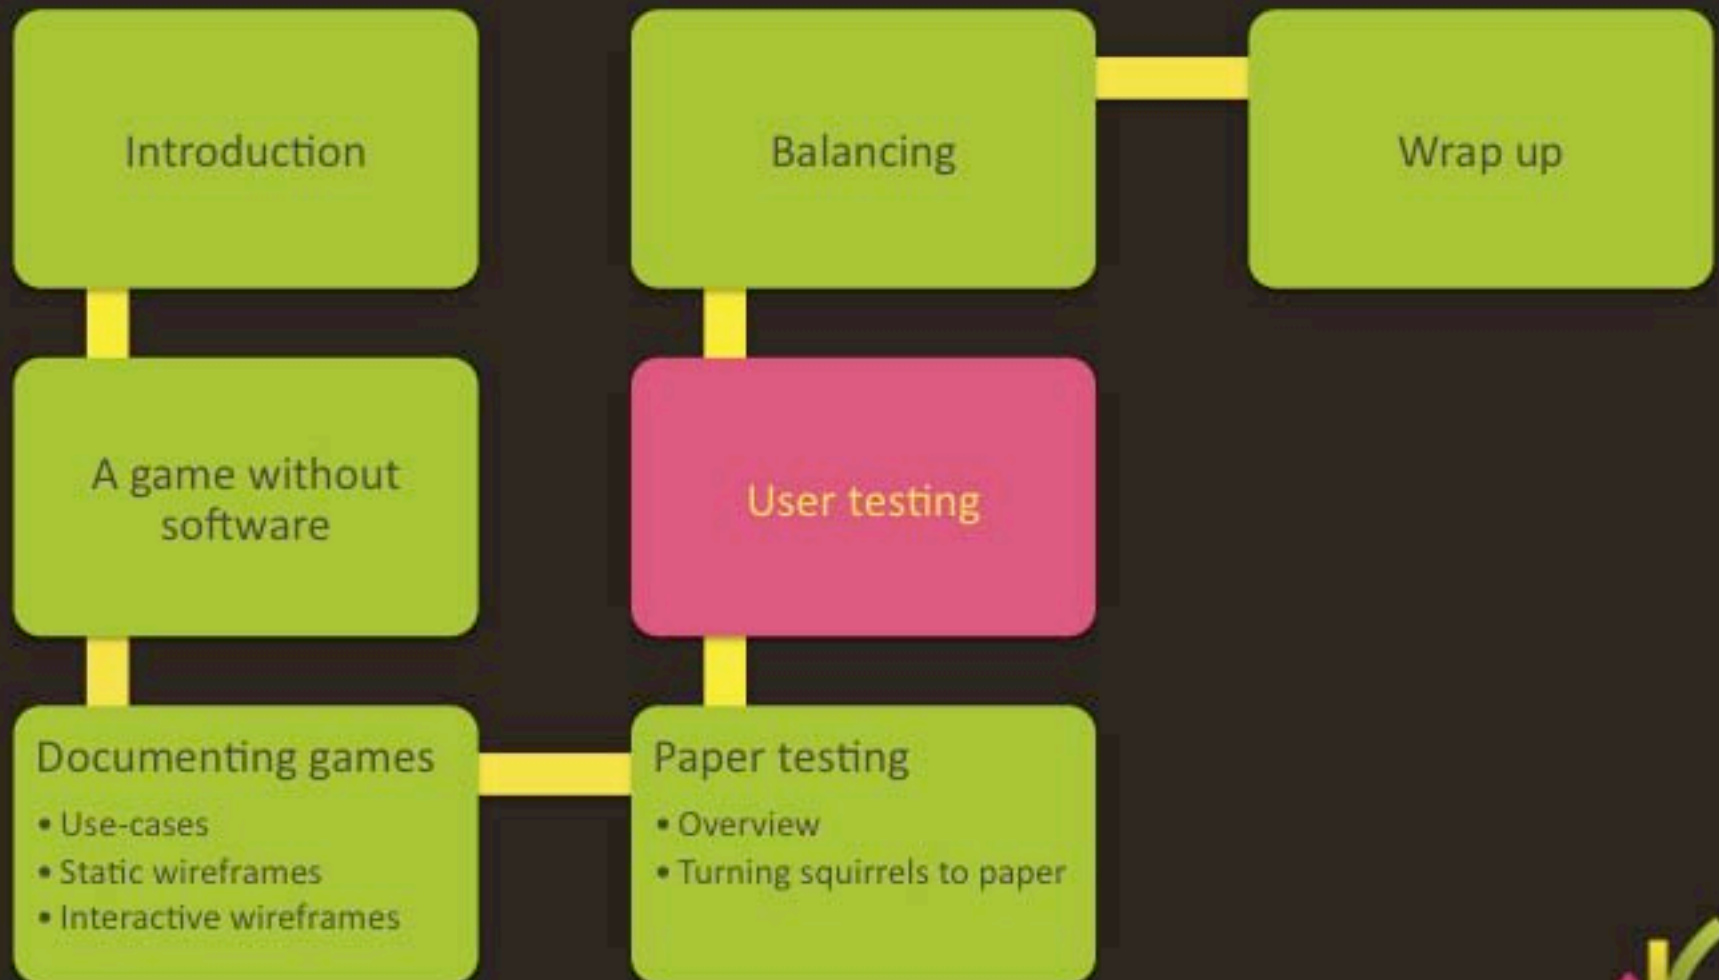 Introduction
A game without
software
Documenting games
• Use-cases
• Static wireframes
• Interactive wireframes
Paper testing
• Overview
• Turning squirrels to paper
User testing
Balancing
Wrap up